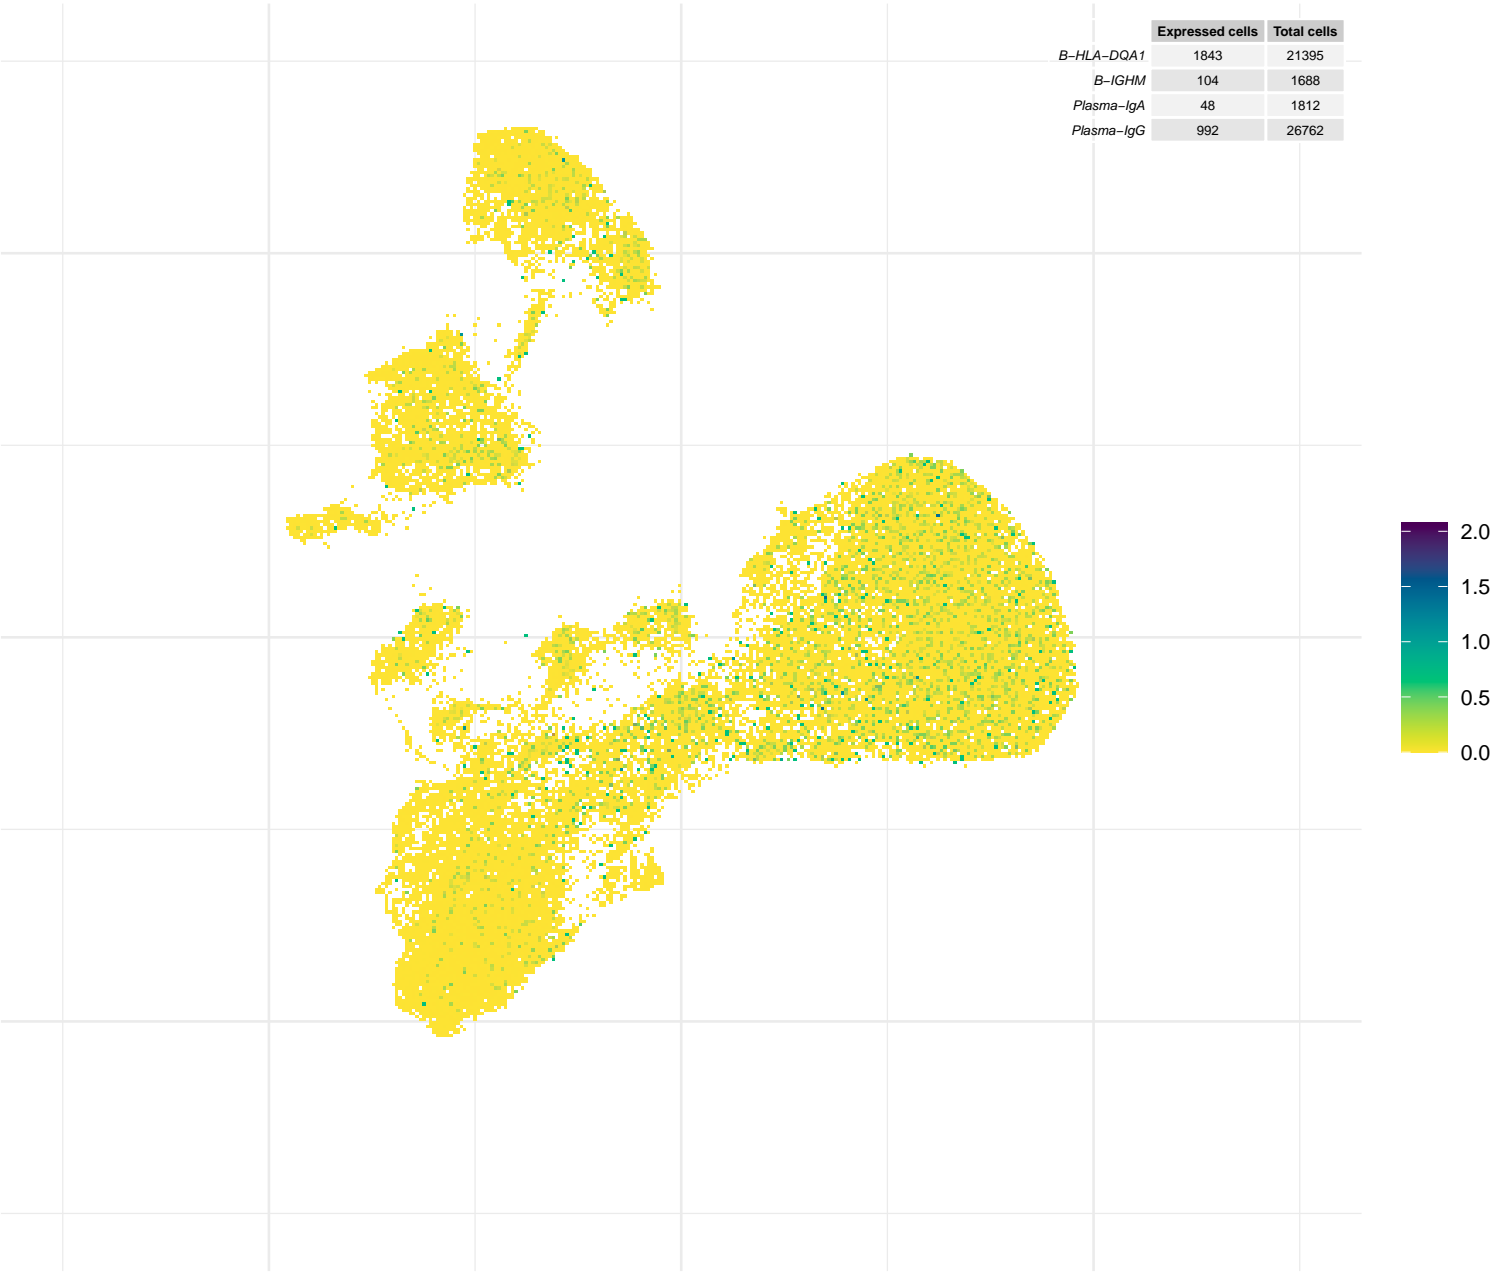 Expressed cells Total cells
B−HLA−DQA1 1843 21395
B−IGHM 104 1688
Plasma−IgA 48 1812
Plasma−IgG 992 26762
2.0
1.5
1.0
0.5
0.0